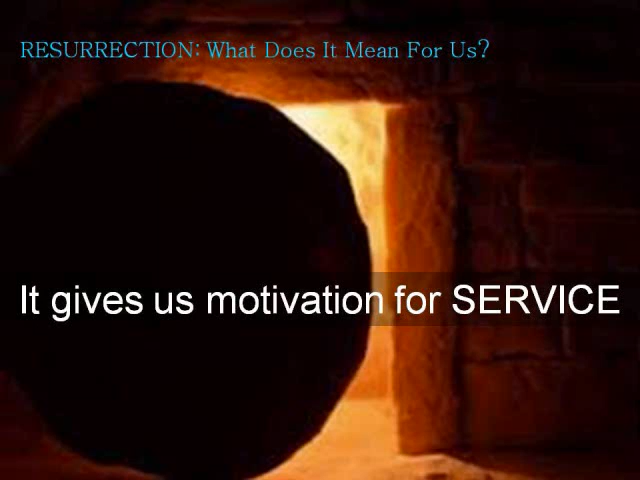 RESURRECTION: What Does It Mean For Us?
It gives us motivation for SERVICE